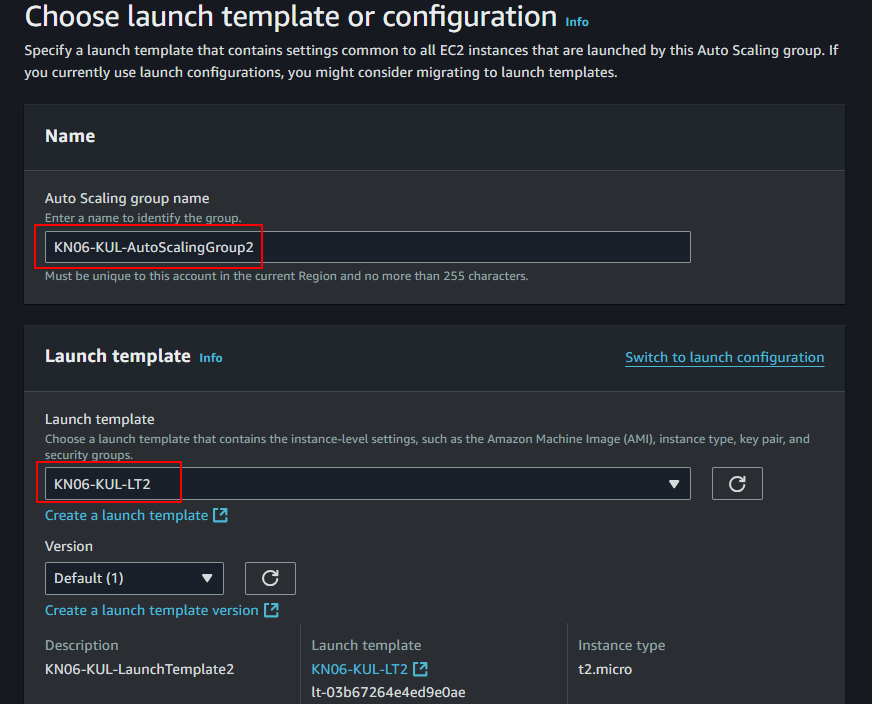 Choose launch template or configuration Info
Specify a launch template that contains settings common to all EC2 instances that are launched by this Auto Scaling group. If
you currently use launch configurations, you might consider migrating to launch templates.
Name
Auto Scaling group name
Enter a name to identify the group.
KN06-KUL-AutoScalingGroup2
Must be unique to this account in the current Region and no more than 255 characters.
Launch template Info
Switch to launch configuration
Launch template
Choose a launch template that contains the instance-level settings, such as the Amazon Machine Image (AMI), instance type, key pair, and
security groups.
KN06-KUL-LT2
Create a launch template
Version
Default (1)
Create a launch template version
Description
KN06-KUL-LaunchTemplate2
Launch template
KN06-KUL-LT2
lt-03b67264e4ed9e0ae
Instance type
t2.micro